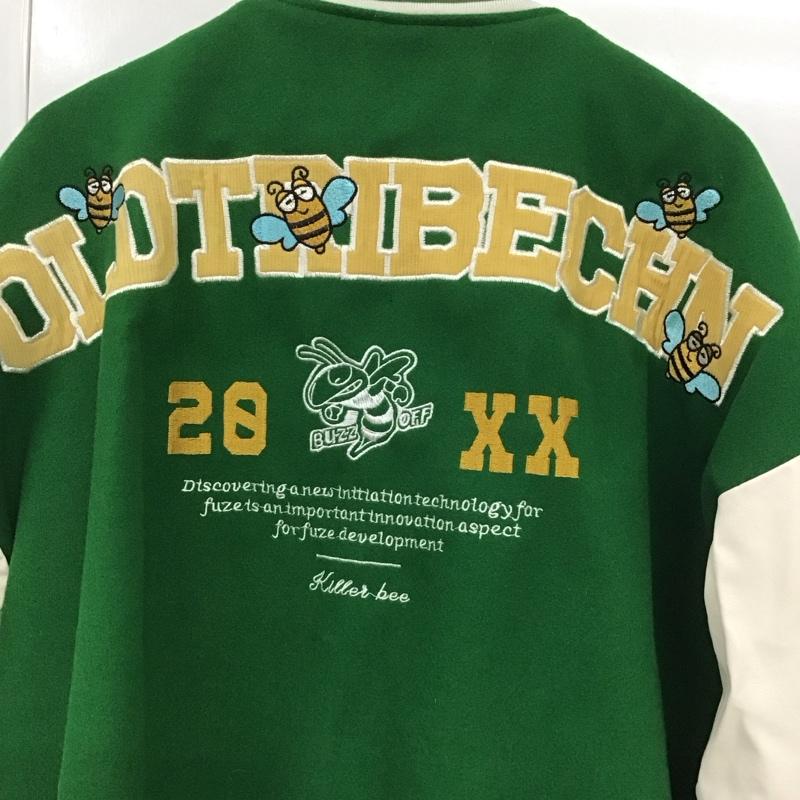 OLDTRIBECHN
20 BUZZ OFF XX
Discovering a new initiation technology for
fuze is an important innovation aspect
for fuze development
Killer bee